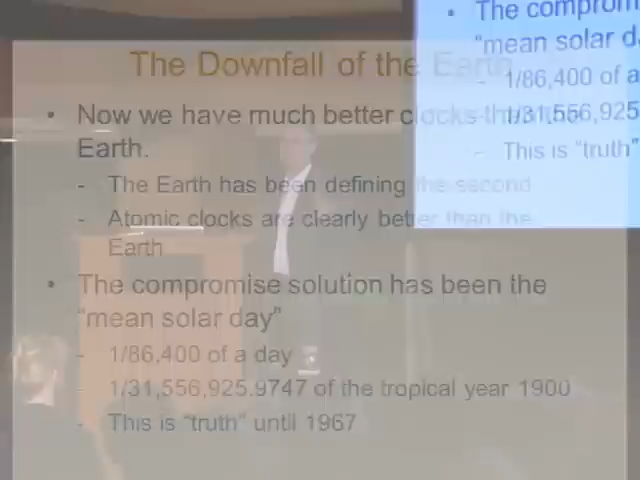 The Downfall of the Earth
• Now we have much better clocks than the
Earth.
- The Earth has been defining the second
- Atomic clocks are clearly better than the
Earth
• The compromise solution has been the
"mean solar day"
- 1/86,400 of a day
- 1/31,556,925.9747 of the tropical year 1900
- This is "truth" until 1967
• The comprom
"mean solar d
- 1/86,400 of a
1/31,556,925
- This is "truth"